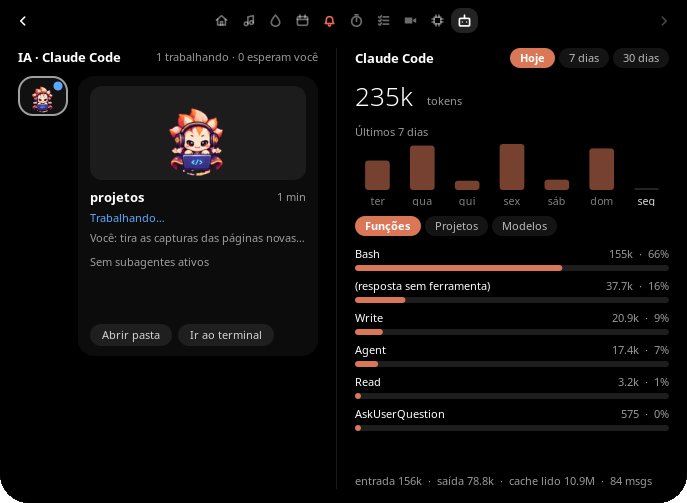 IA · Claude Code
1 trabalhando · 0 esperam você
projetos
1 min
Trabalhando...
Você: tira as capturas das páginas novas...
Sem subagentes ativos
Abrir pasta
Ir ao terminal
Claude Code
Hoje
7 dias
30 dias
235k tokens
Últimos 7 dias
ter qua qui sex sáb dom seg
Funções
Projetos
Modelos
Bash 155k · 66%
(resposta sem ferramenta) 37.7k · 16%
Write 20.9k · 9%
Agent 17.4k · 7%
Read 3.2k · 1%
AskUserQuestion 575 · 0%
entrada 156k · saída 78.8k · cache lido 10.9M · 84 msgs